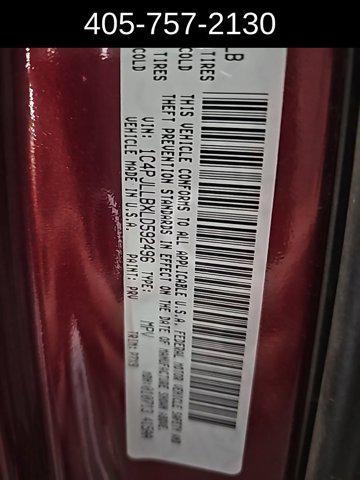 405-757-2130
LB
TIRES
COLD
TIRES
COLD
THIS VEHICLE CONFORMS TO ALL APPLICABLE U.S.A. FEDERAL MOTOR VEHICLE SAFETY AND
THEFT PREVENTION STANDARDS IN EFFECT ON THE DATE OF MANUFACTURE SHOWN ABOVE.
VIN: 1C4PJLLBXLD592496 TYPE: MPV
VEHICLE MADE IN U.S.A. PAINT: PRV TRIM: